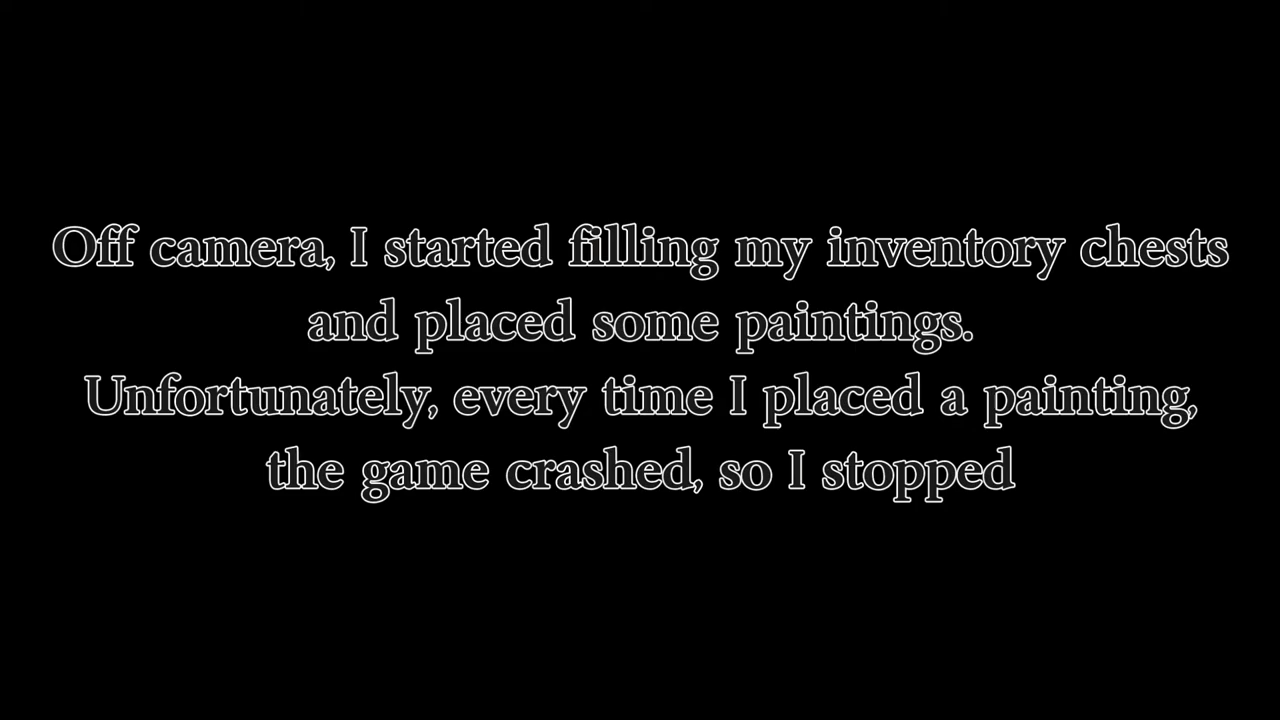 Off camera, I started filling my inventory chests
and placed some paintings.
Unfortunately, every time I placed a painting,
the game crashed, so I stopped